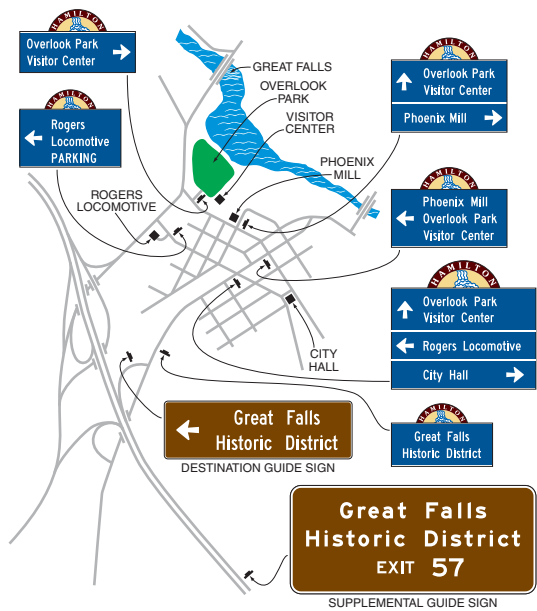 HAMILTON
Overlook Park
Visitor Center
HAMILTON
Rogers
Locomotive
PARKING
GREAT FALLS
OVERLOOK
PARK
VISITOR
CENTER
PHOENIX
MILL
ROGERS
LOCOMOTIVE
HAMILTON
Overlook Park
Visitor Center
Phoenix Mill
HAMILTON
Phoenix Mill
Overlook Park
Visitor Center
HAMILTON
Overlook Park
Visitor Center
Rogers Locomotive
City Hall
CITY
HALL
Great Falls
Historic District
DESTINATION GUIDE SIGN
HAMILTON
Great Falls
Historic District
Great Falls
Historic District
EXIT 57
SUPPLEMENTAL GUIDE SIGN